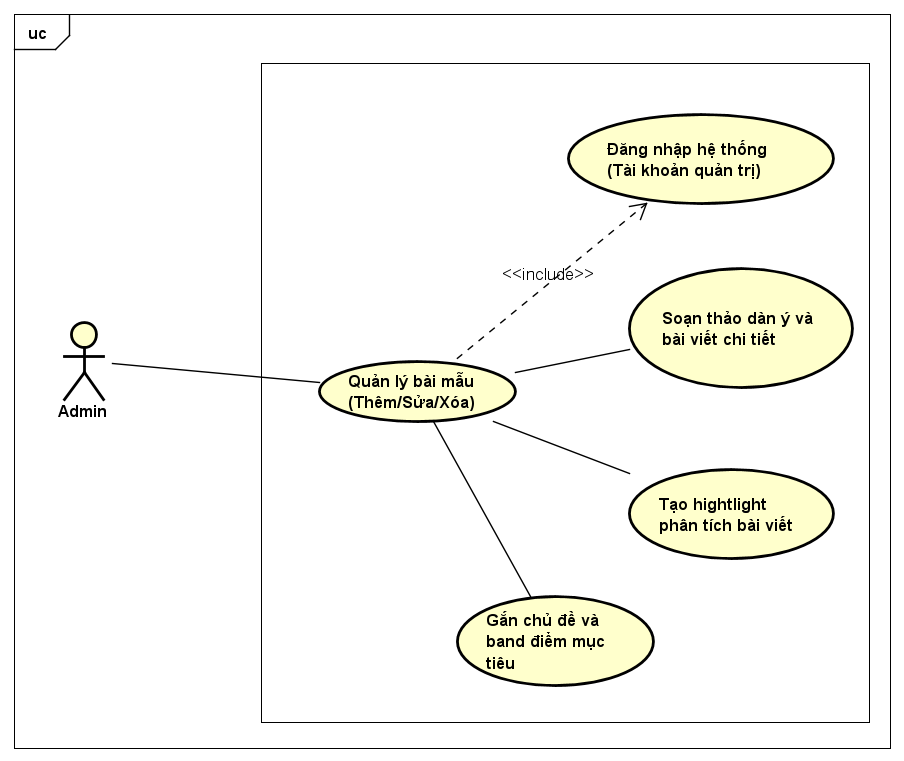 uc
Đăng nhập hệ thống
(Tài khoản quản trị)
<<include>>
Soạn thảo dàn ý và
bài viết chi tiết
Quản lý bài mẫu
(Thêm/Sửa/Xóa)
Admin
Tạo hightlight
phân tích bài viết
Gắn chủ đề và
band điểm mục
tiêu